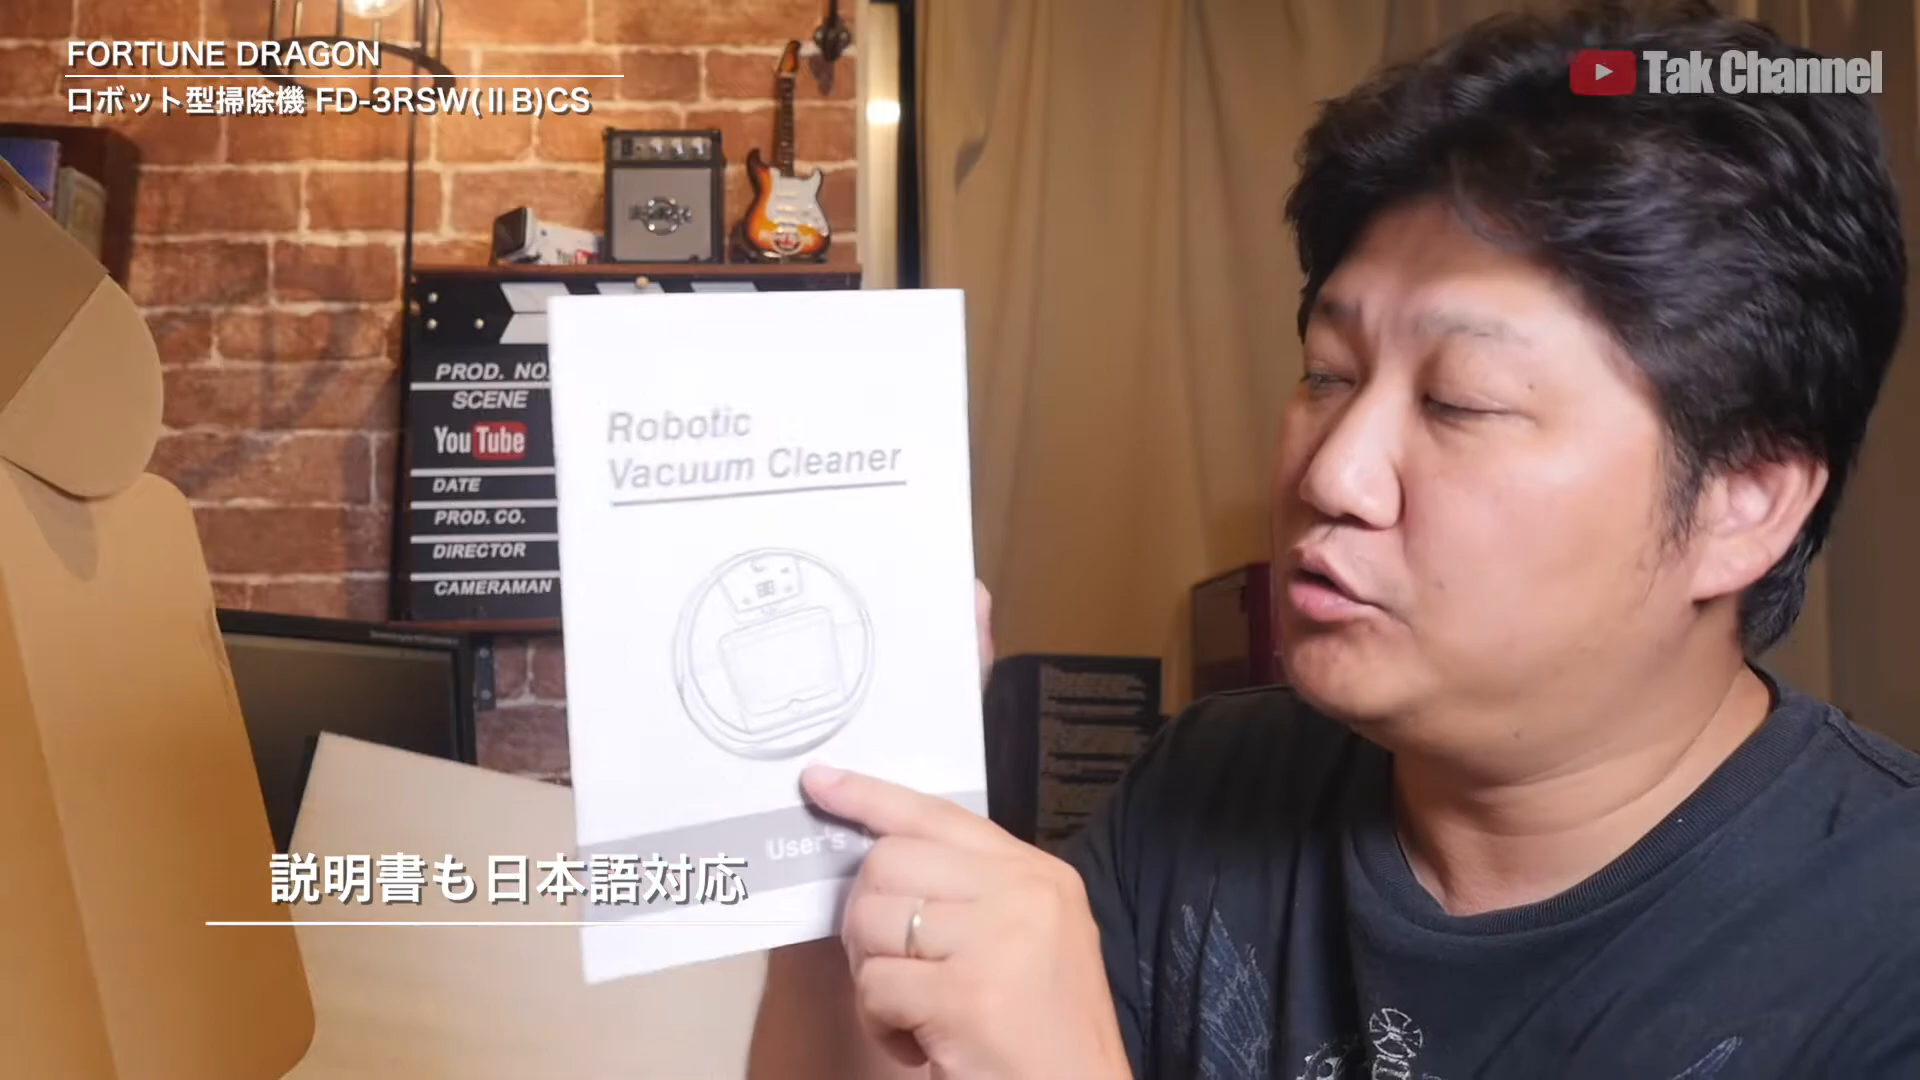 FORTUNE DRAGON
ロボット型掃除機 FD-3RSW(ⅡB)CS
Tak Channel
PROD. NO.
SCENE
YouTube
DATE
PROD. CO.
DIRECTOR
CAMERAMAN
Robotic
Vacuum Cleaner
User's
説明書も日本語対応